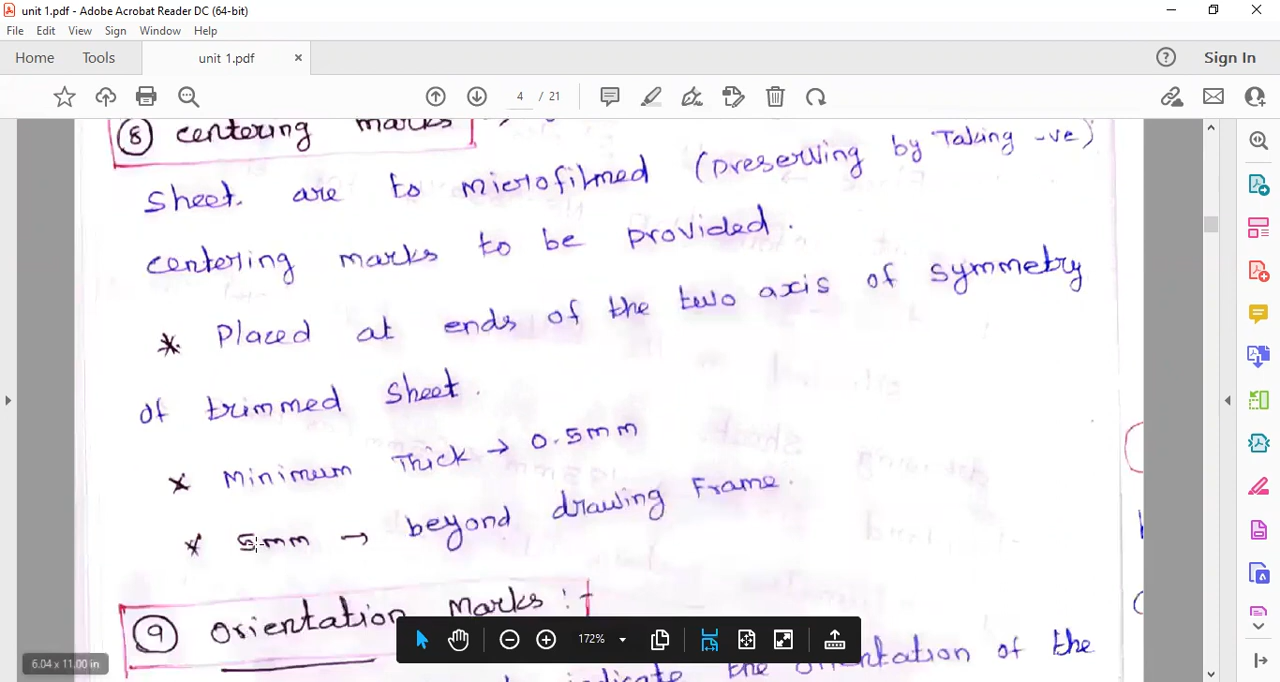 unit 1.pdf - Adobe Acrobat Reader DC (64-bit)
File Edit View Sign Window Help
Home Tools unit 1.pdf × Sign In
4 / 21
⑧ centering marks
sheet. are to microfilmed (preserving by Taking -ve)
centering marks to be provided.
* Placed at ends of the two axis of symmetry
of trimmed sheet.
* Minimum Thick → 0.5mm
* 5mm → beyond drawing Frame.
⑨ orientation Marks :-
indicate the orientation of the
172%
6.04 x 11.00 in